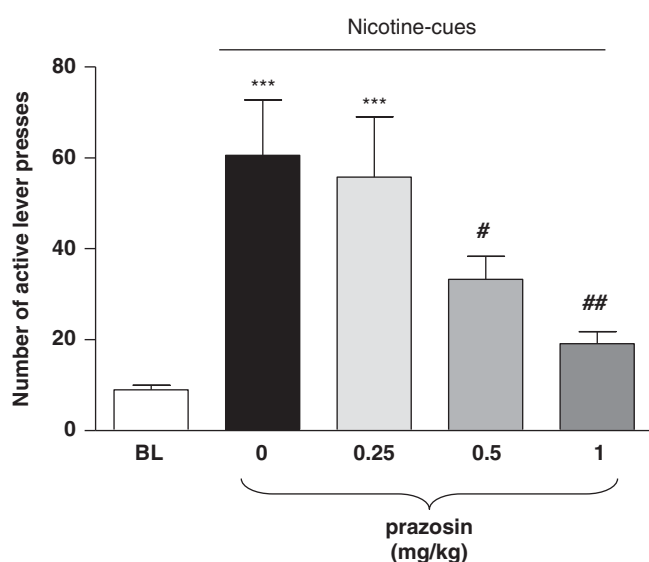 Nicotine-cues
Number of active lever presses
80
60
40
20
0
***
***
#
##
BL
0
0.25
0.5
1
prazosin
(mg/kg)